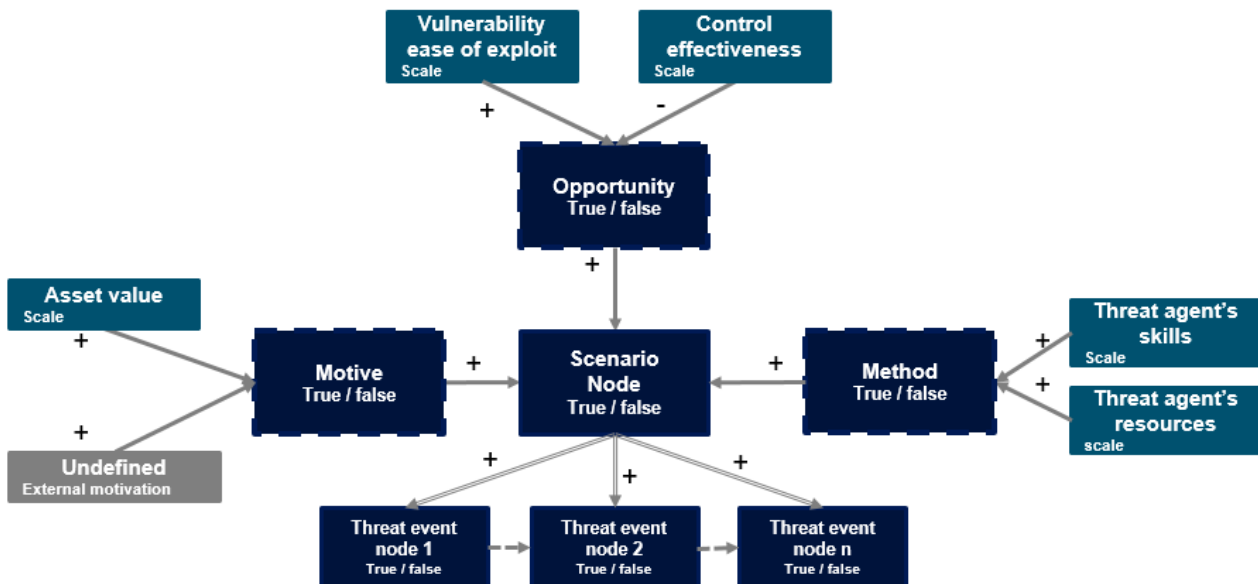 Vulnerability
ease of exploit
Scale
Control
effectiveness
Scale
+
-
Opportunity
True / false
+
Asset value
Scale
+
Motive
True / false
+
Scenario
Node
True / false
+
Method
True / false
+
Threat agent's
skills
Scale
+
Threat agent's
resources
scale
+
Undefined
External motivation
+
+
+
Threat event
node 1
True / false
Threat event
node 2
True / false
Threat event
node n
True / false